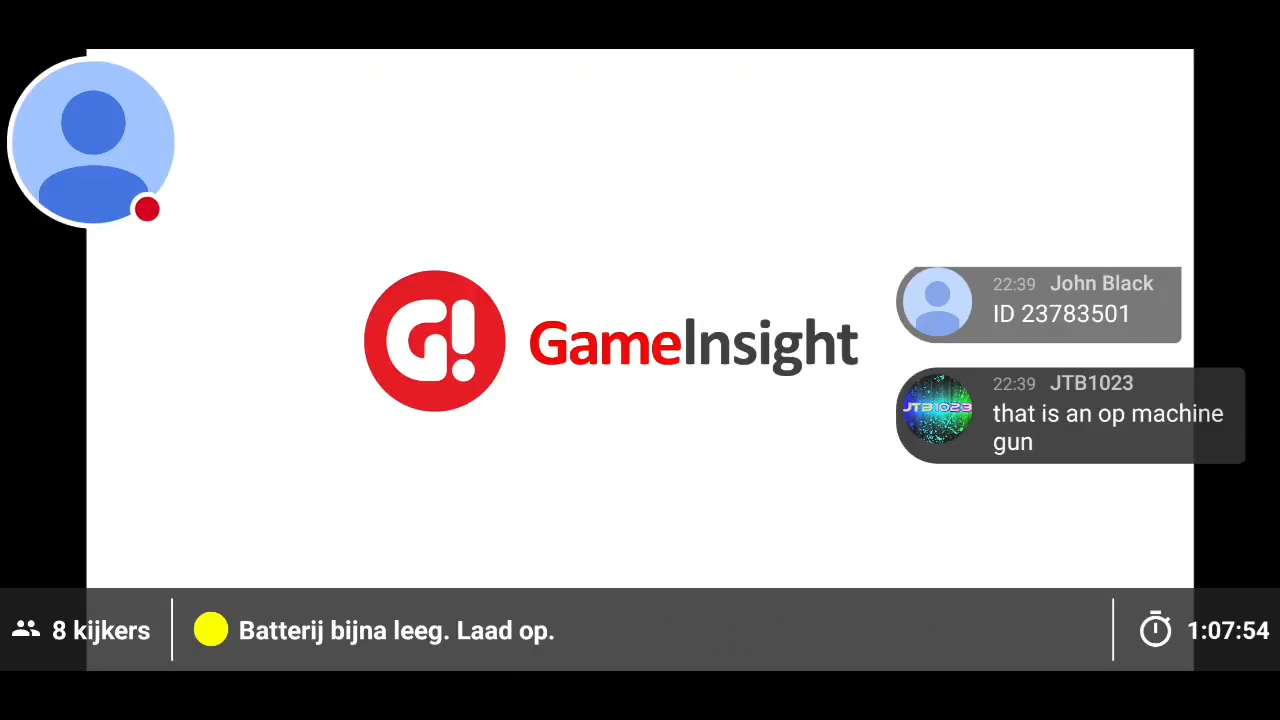 G!
GameInsight
22:39 John Black
ID 23783501
JTB1023
22:39 JTB1023
that is an op machine
gun
8 kijkers
Batterij bijna leeg. Laad op.
1:07:54